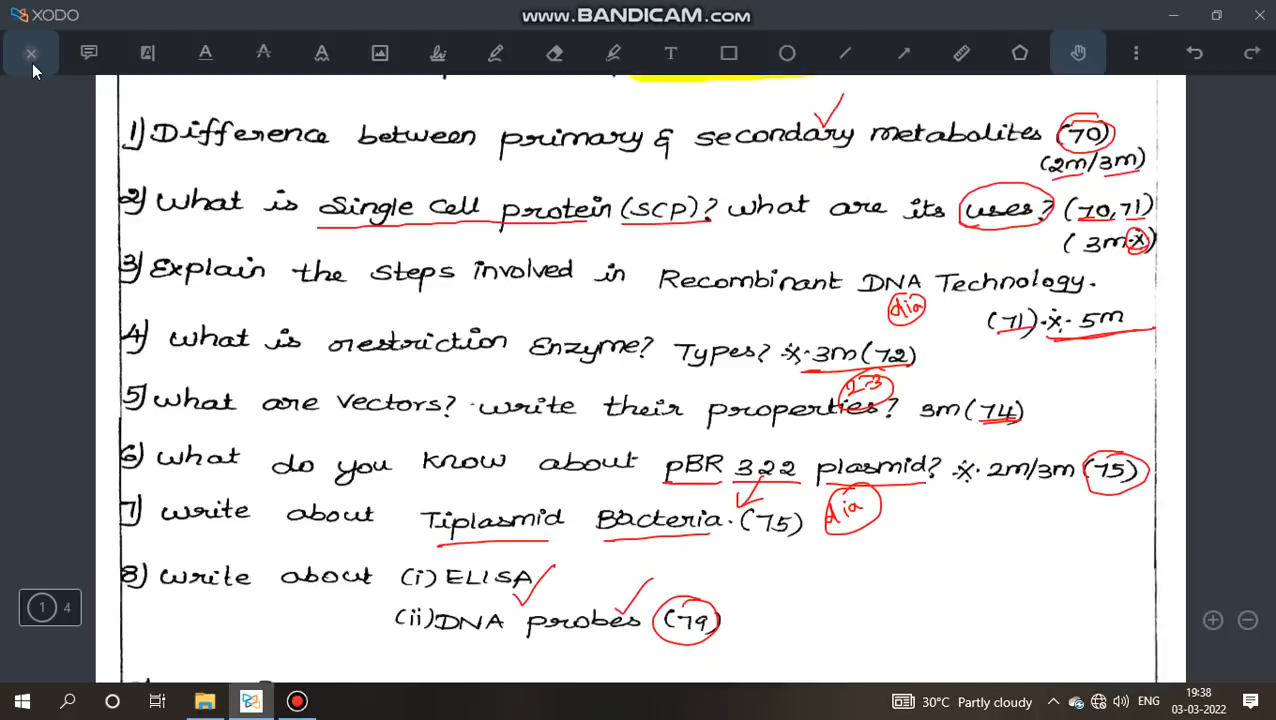 XODO
www.BANDICAM.com
1) Difference between primary & secondary metabolites (70)
(2m/3m)
2) What is Single Cell protein (SCP)? What are its uses? (70,71)
(3m·※)
3) Explain the steps involved in Recombinant DNA Technology.
dia
(71)·※· 5m
4) What is restriction Enzyme? Types? ※·3m (72)
2-3
5) What are vectors? write their properties? 3m (74)
6) What do you know about pBR 322 plasmid? ※· 2m/3m (75)
7) write about Tiplasmid Bacteria. (75) dia
8) write about (i) ELISA
(ii) DNA probes (79)
1 4
30°C Partly cloudy
ENG
19:38
03-03-2022